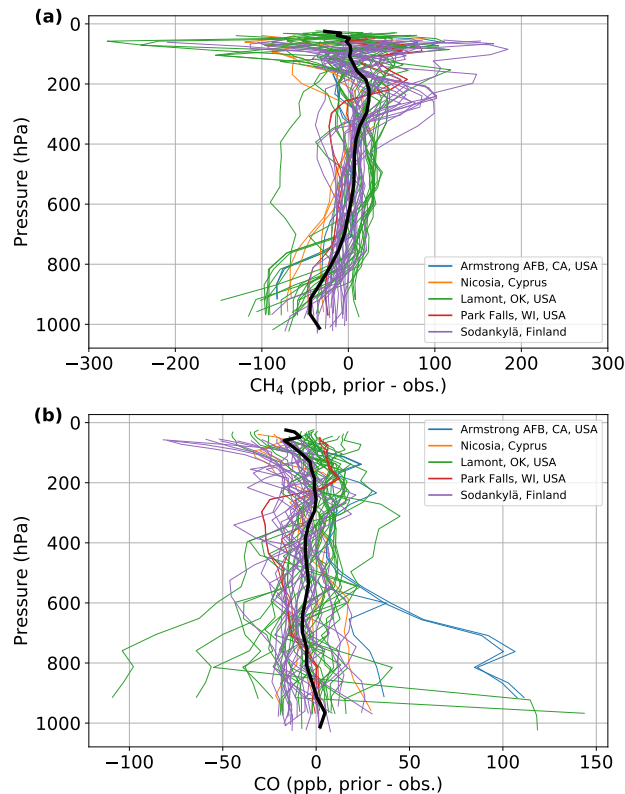 (a)
0
200
400
600
800
1000
Pressure (hPa)
Armstrong AFB, CA, USA
Nicosia, Cyprus
Lamont, OK, USA
Park Falls, WI, USA
Sodankylä, Finland
−300 −200 −100 0 100 200 300
CH₄ (ppb, prior - obs.)
(b)
0
200
400
600
800
1000
Pressure (hPa)
Armstrong AFB, CA, USA
Nicosia, Cyprus
Lamont, OK, USA
Park Falls, WI, USA
Sodankylä, Finland
−100 −50 0 50 100 150
CO (ppb, prior - obs.)